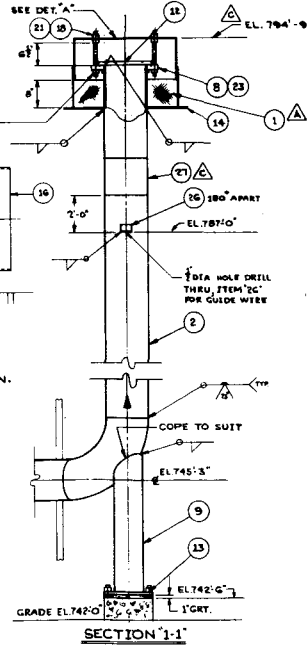 SEE DET. "A"
12
C
EL. 794'-9
21 18
6½"
8"
8 23
1 A
14
16
27 C
26 180° APART
2'-0"
EL.787'-0"
DIA HOLE DRILL
THRU, ITEM "26"
FOR GUIDE WIRE
2
N.
TYP
COPE TO SUIT
EL.745'-3"
9
13
EL.742'-6"
1" GRT.
GRADE EL.742'-0"
SECTION "1-1"